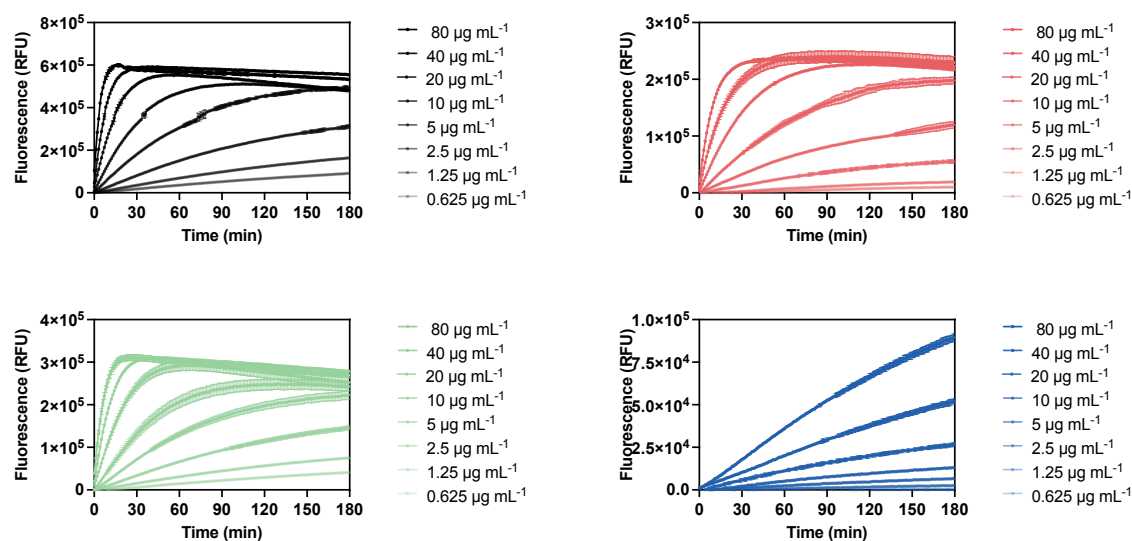 Fluorescence (RFU)
8×10⁵
6×10⁵
4×10⁵
2×10⁵
0
0 30 60 90 120 150 180
Time (min)
80 µg mL⁻¹
40 µg mL⁻¹
20 µg mL⁻¹
10 µg mL⁻¹
5 µg mL⁻¹
2.5 µg mL⁻¹
1.25 µg mL⁻¹
0.625 µg mL⁻¹
Fluorescence (RFU)
3×10⁵
2×10⁵
1×10⁵
0
0 30 60 90 120 150 180
Time (min)
80 µg mL⁻¹
40 µg mL⁻¹
20 µg mL⁻¹
10 µg mL⁻¹
5 µg mL⁻¹
2.5 µg mL⁻¹
1.25 µg mL⁻¹
0.625 µg mL⁻¹
Fluorescence (RFU)
4×10⁵
3×10⁵
2×10⁵
1×10⁵
0
0 30 60 90 120 150 180
Time (min)
80 µg mL⁻¹
40 µg mL⁻¹
20 µg mL⁻¹
10 µg mL⁻¹
5 µg mL⁻¹
2.5 µg mL⁻¹
1.25 µg mL⁻¹
0.625 µg mL⁻¹
Fluorescence (RFU)
1.0×10⁵
7.5×10⁴
5.0×10⁴
2.5×10⁴
0.0
0 30 60 90 120 150 180
Time (min)
80 µg mL⁻¹
40 µg mL⁻¹
20 µg mL⁻¹
10 µg mL⁻¹
5 µg mL⁻¹
2.5 µg mL⁻¹
1.25 µg mL⁻¹
0.625 µg mL⁻¹